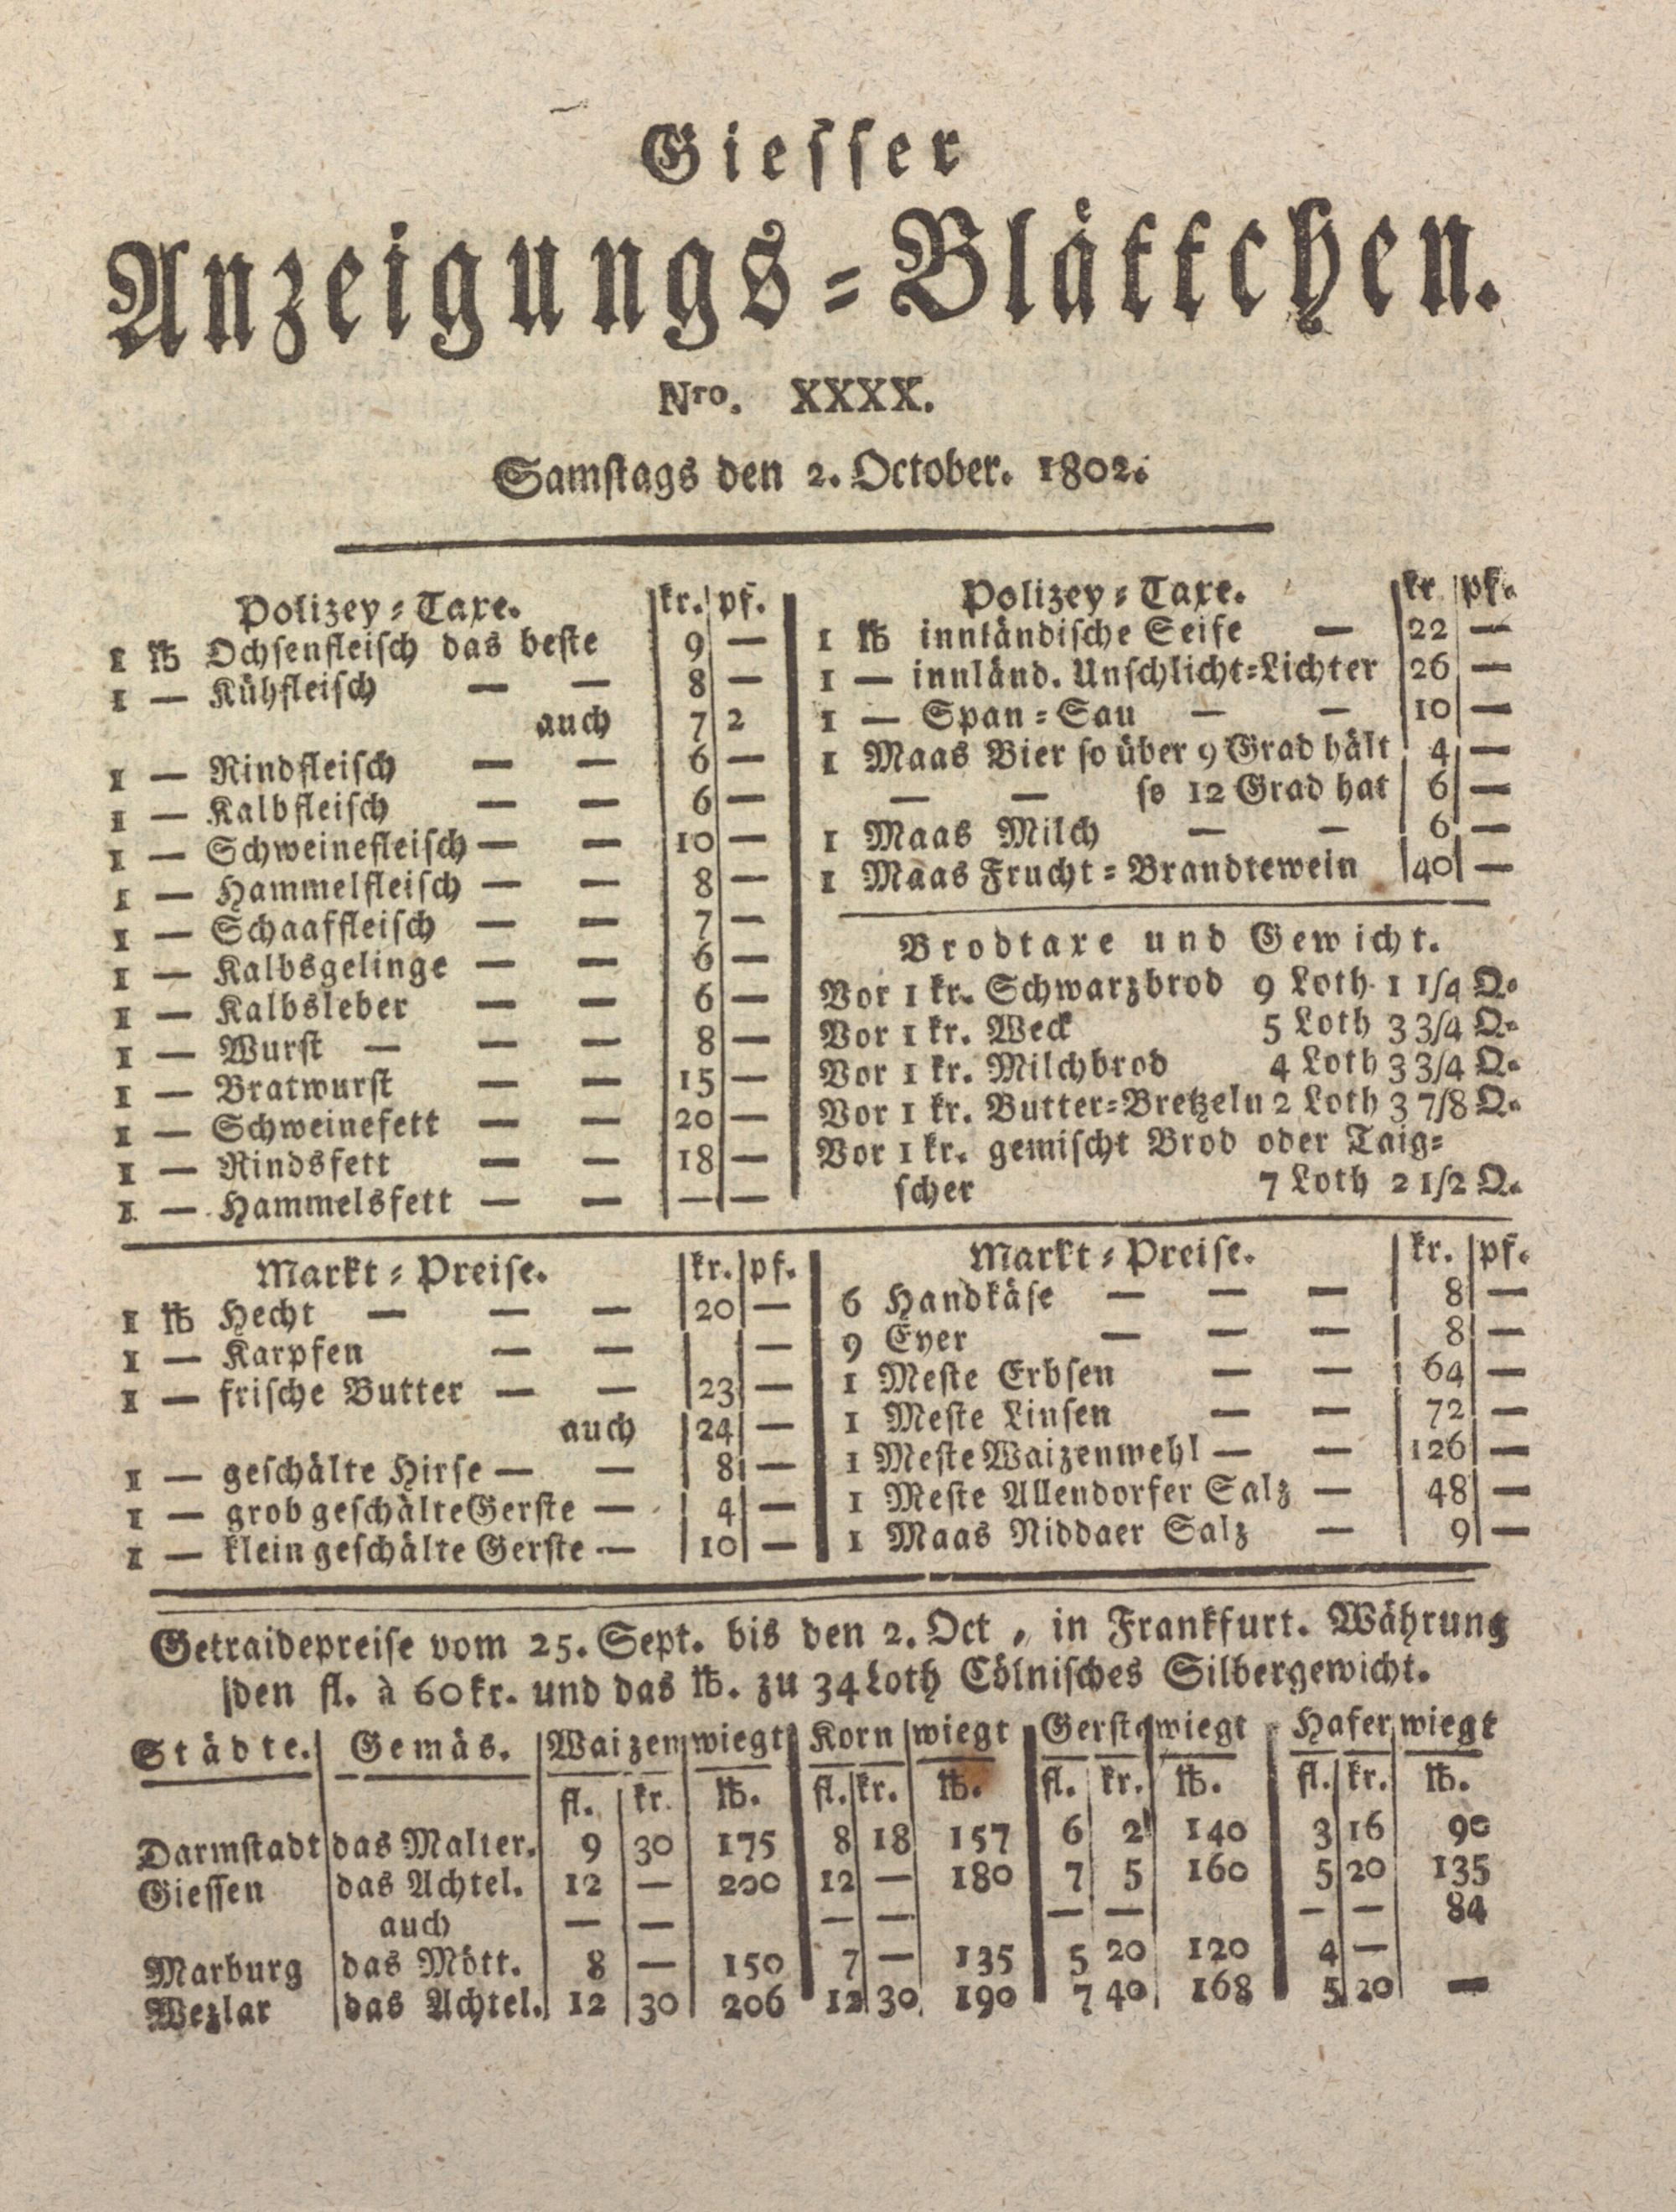 Giesser
Anzeigungs-Blättchen.
Nro. XXXX.
Samstags den 2. October. 1802.
Polizey-Taxe. kr. pf.
1 ℔ Ochsenfleisch das beste 9 —
1 — Kühfleisch — — 8 —
auch 7 2
1 — Rindfleisch — — 6 —
1 — Kalbfleisch — — 6 —
1 — Schweinefleisch — — 10 —
1 — Hammelfleisch — — 8 —
1 — Schaaffleisch — — 7 —
1 — Kalbsgelinge — — 6 —
1 — Kalbsleber — — 6 —
1 — Wurst — — — 8 —
1 — Bratwurst — — 15 —
1 — Schweinefett — — 20 —
1 — Rindsfett — — 18 —
1 — Hammelsfett — — — —
Polizey-Taxe. kr pf.
1 ℔ innländische Seife — 22 —
1 — innländ. Unschlicht-Lichter 26 —
1 — Span-Sau — — 10 —
1 Maas Bier so über 9 Grad hält 4 —
— — so 12 Grad hat 6 —
1 Maas Milch — — 6 —
1 Maas Frucht-Brandtewein 40 —
Brodtaxe und Gewicht.
Vor 1 kr. Schwarzbrod 9 Loth 1 1/4 Q.
Vor 1 kr. Weck 5 Loth 3 3/4 Q.
Vor 1 kr. Milchbrod 4 Loth 3 3/4 Q.
Vor 1 kr. Butter-Bretzeln 2 Loth 3 7/8 Q.
Vor 1 kr. gemischt Brod oder Taig-
scher 7 Loth 2 1/2 Q.
Markt-Preise. kr. pf.
1 ℔ Hecht — — — 20 —
1 — Karpfen — — —
1 — frische Butter — — 23 —
auch 24 —
1 — geschälte Hirse — — 8 —
1 — grob geschälte Gerste — 4 —
1 — klein geschälte Gerste — 10 —
Markt-Preise. kr. pf.
6 Handkäse — — — 8 —
9 Eyer — — — 8 —
1 Meste Erbsen — — 64 —
1 Meste Linsen — — 72 —
1 Meste Waizenmehl — — 126 —
1 Meste Allendorfer Salz — 48 —
1 Maas Niddaer Salz — 9 —
Getraidepreise vom 25. Sept. bis den 2. Oct, in Frankfurt. Währung
den fl. à 60 kr. und das ℔. zu 34 Loth Cölnisches Silbergewicht.
Städte. Gemäs. Waizen wiegt Korn wiegt Gerste wiegt Hafer wiegt
fl. kr. ℔. fl. kr. ℔. fl. kr. ℔. fl. kr. ℔.
Darmstadt das Malter. 9 30 175 8 18 157 6 2 140 3 16 90
Giessen das Achtel. 12 — 200 12 — 180 7 5 160 5 20 135
auch — — — — — — — — 84
Marburg das Mött. 8 — 150 7 — 135 5 20 120 4 —
Wezlar das Achtel. 12 30 206 12 30 190 7 40 168 5 20 —